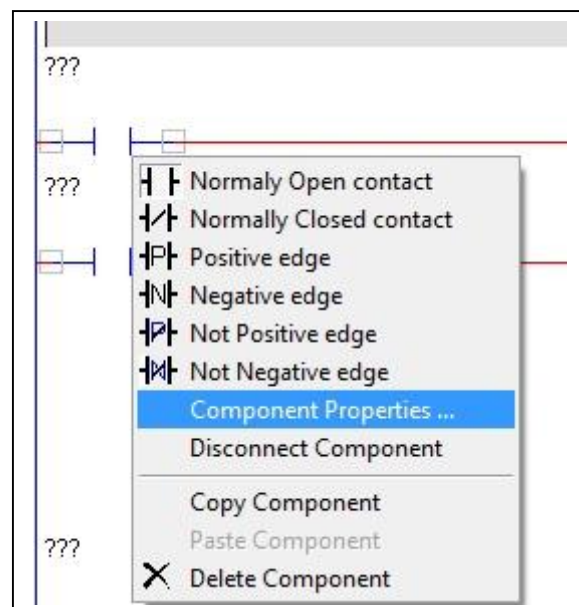 ???
???
Normaly Open contact
Normally Closed contact
P Positive edge
N Negative edge
Not Positive edge
Not Negative edge
Component Properties ...
Disconnect Component
Copy Component
??? Paste Component
Delete Component